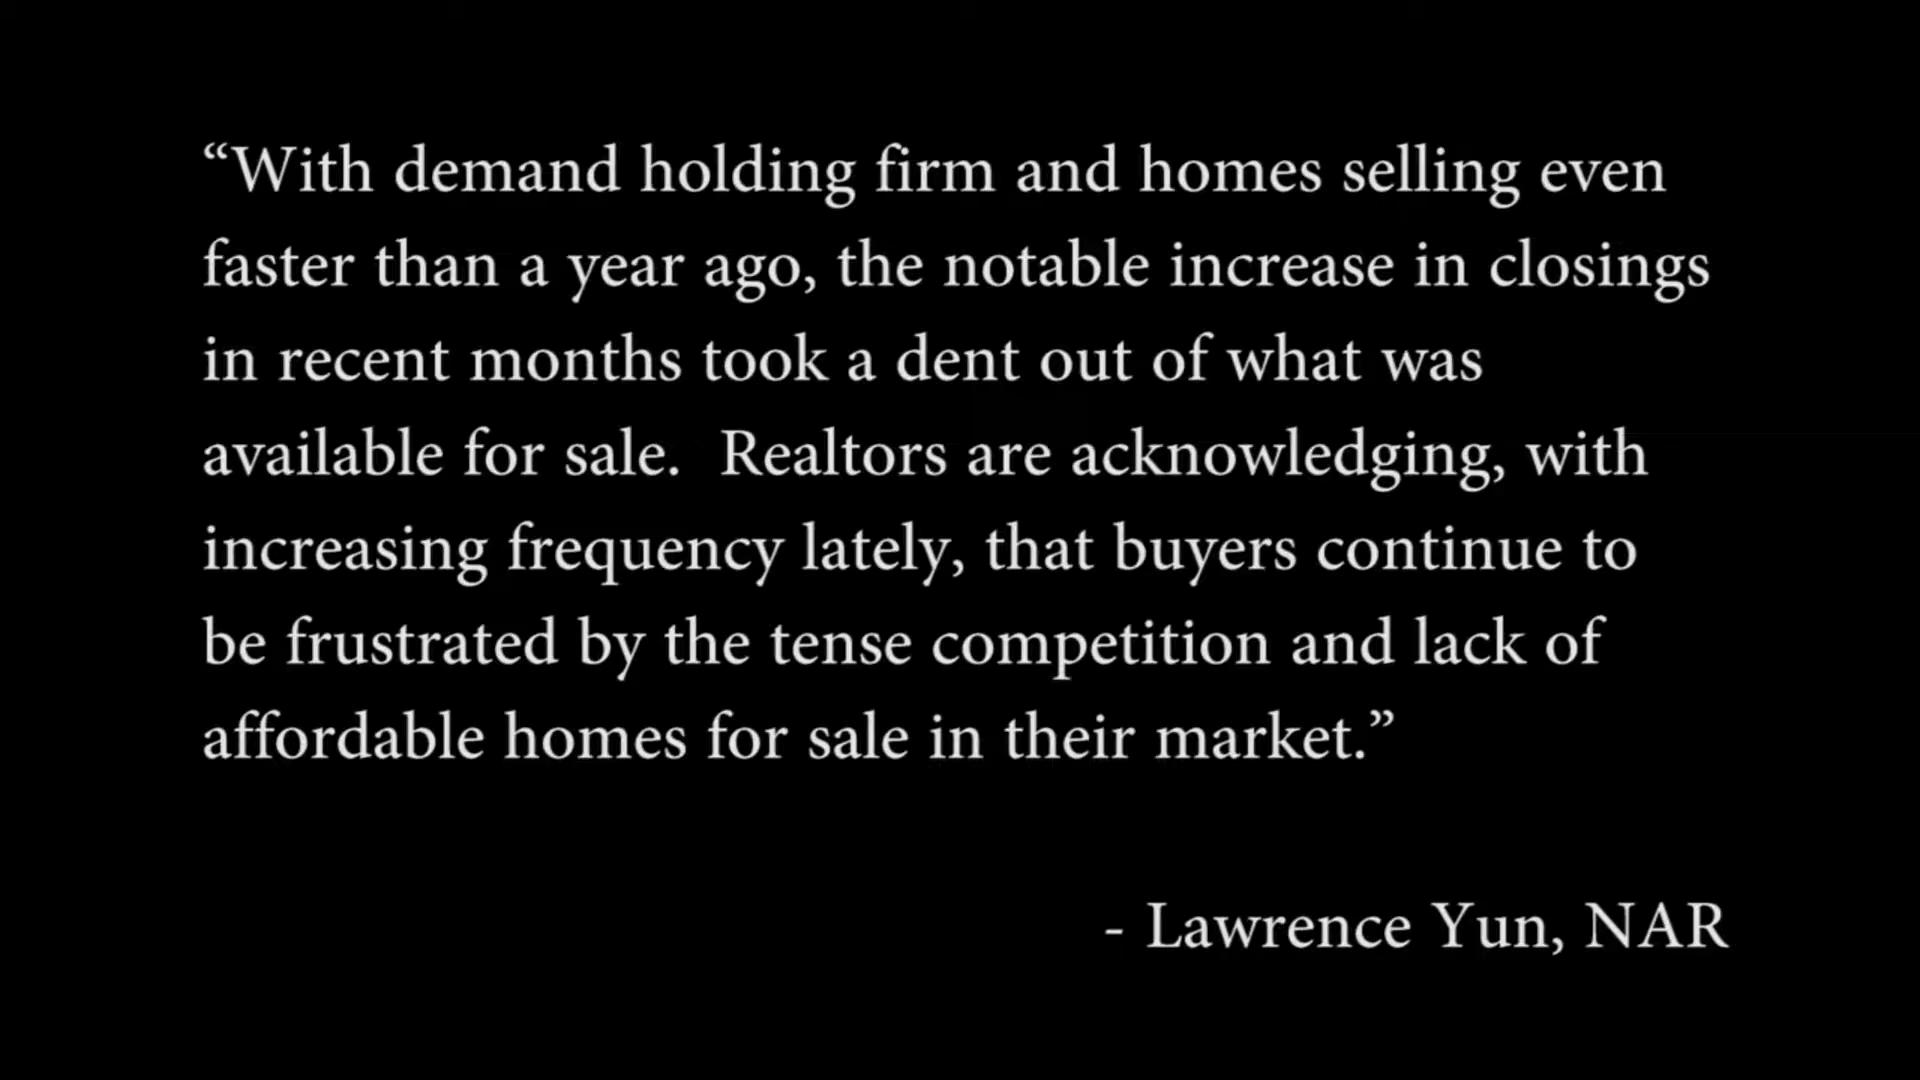 “With demand holding firm and homes selling even
faster than a year ago, the notable increase in closings
in recent months took a dent out of what was
available for sale.  Realtors are acknowledging, with
increasing frequency lately, that buyers continue to
be frustrated by the tense competition and lack of
affordable homes for sale in their market.”
- Lawrence Yun, NAR